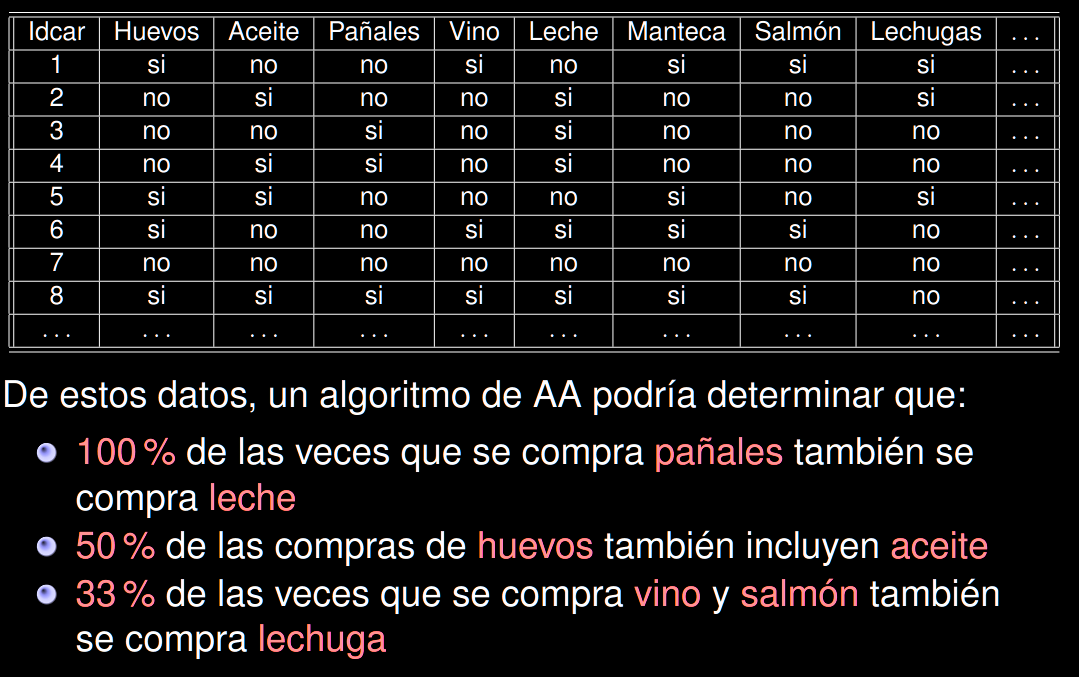 Idcar Huevos Aceite Pañales Vino Leche Manteca Salmón Lechugas ...
1 si no no si no si si si ...
2 no si no no si no no si ...
3 no no si no si no no no ...
4 no si si no si no no no ...
5 si si no no no si no si ...
6 si no no si si si si no ...
7 no no no no no no no no ...
8 si si si si si si si no ...
... ... ... ... ... ... ... ... ... ...
De estos datos, un algoritmo de AA podría determinar que:
100 % de las veces que se compra pañales también se
compra leche
50 % de las compras de huevos también incluyen aceite
33 % de las veces que se compra vino y salmón también
se compra lechuga